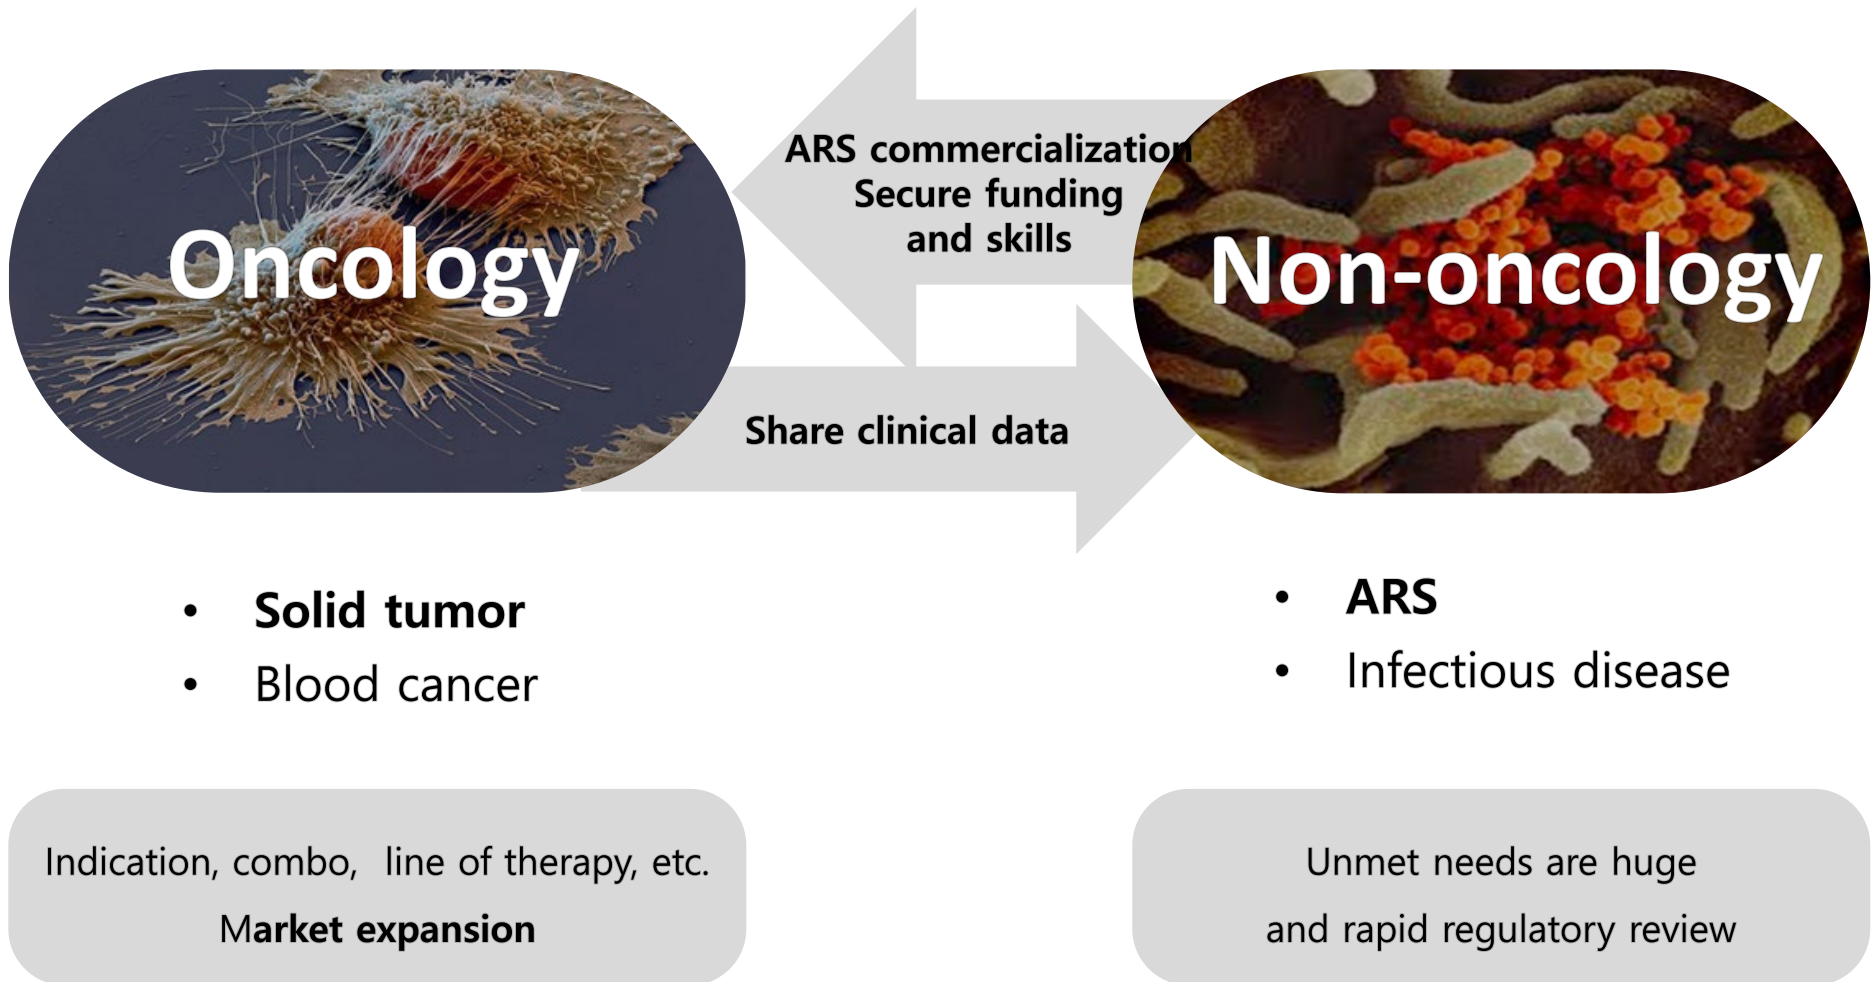 Oncology
ARS commercialization
Secure funding
and skills
Share clinical data
Non-oncology
• Solid tumor
• Blood cancer
• ARS
• Infectious disease
Indication, combo,  line of therapy, etc.
Market expansion
Unmet needs are huge
and rapid regulatory review